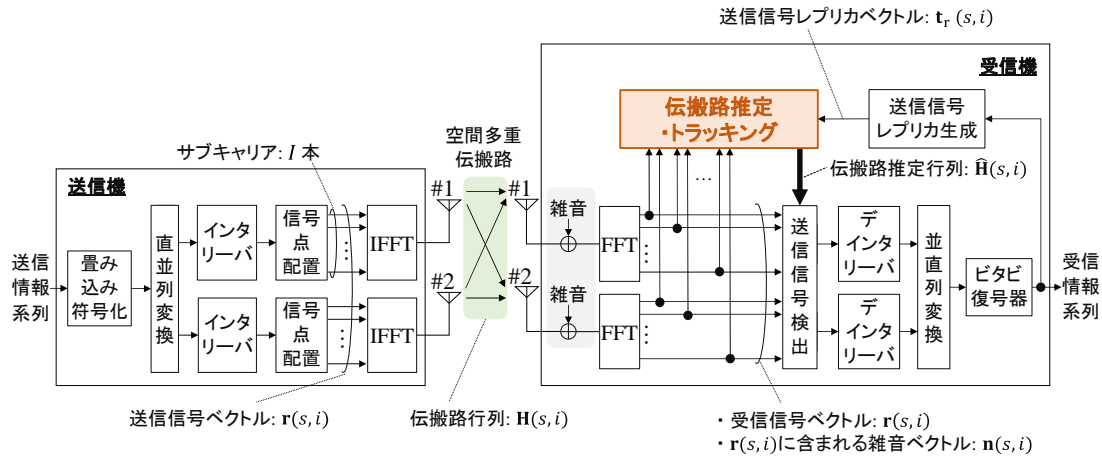 送信信号レプリカベクトル: 𝐭r (𝑠, 𝑖)
受信機
伝搬路推定
・トラッキング
送信信号
レプリカ生成
空間多重
伝搬路
サブキャリア: 𝐼 本
伝搬路推定行列: 𝐇̂(𝑠, 𝑖)
送信機
#1
#1
…
雑音
直並列変換
インタ
リーバ
信号
点
配置
⋮
IFFT
FFT
⋮
送信信号検出
デ
インタ
リーバ
並直列変換
送信
情報
系列
畳み
込み
符号化
#2
#2
ビタビ
復号器
受信
情報
系列
雑音
インタ
リーバ
信号
点
配置
⋮
IFFT
FFT
⋮
デ
インタ
リーバ
送信信号ベクトル: 𝐫(𝑠, 𝑖)
伝搬路行列: 𝐇(𝑠, 𝑖)
・ 受信信号ベクトル: 𝐫(𝑠, 𝑖)
・ 𝐫(𝑠, 𝑖)に含まれる雑音ベクトル: 𝐧(𝑠, 𝑖)